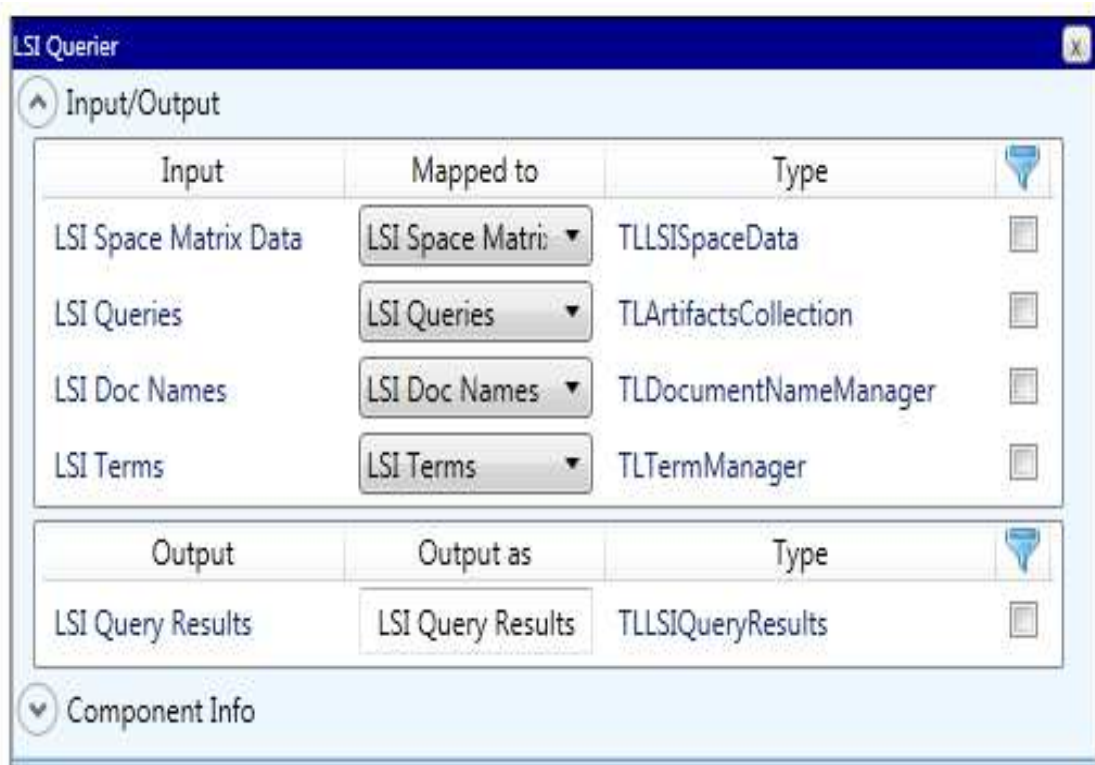 LSI Querier x
Input/Output
Input Mapped to Type
LSI Space Matrix Data LSI Space Matri: TLLSISpaceData
LSI Queries LSI Queries TLArtifactsCollection
LSI Doc Names LSI Doc Names TLDocumentNameManager
LSI Terms LSI Terms TLTermManager
Output Output as Type
LSI Query Results LSI Query Results TLLSIQueryResults
Component Info